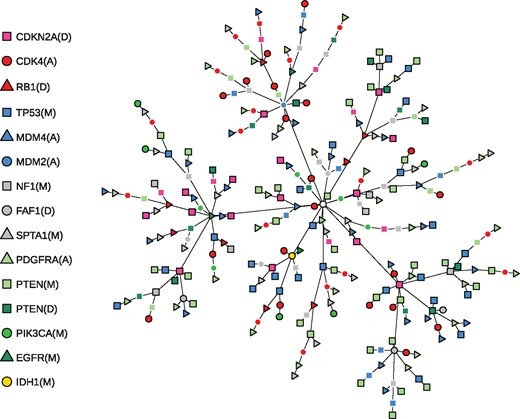 CDKN2A(D)
CDK4(A)
RB1(D)
TP53(M)
MDM4(A)
MDM2(A)
NF1(M)
FAF1(D)
SPTA1(M)
PDGFRA(A)
PTEN(M)
PTEN(D)
PIK3CA(M)
EGFR(M)
IDH1(M)